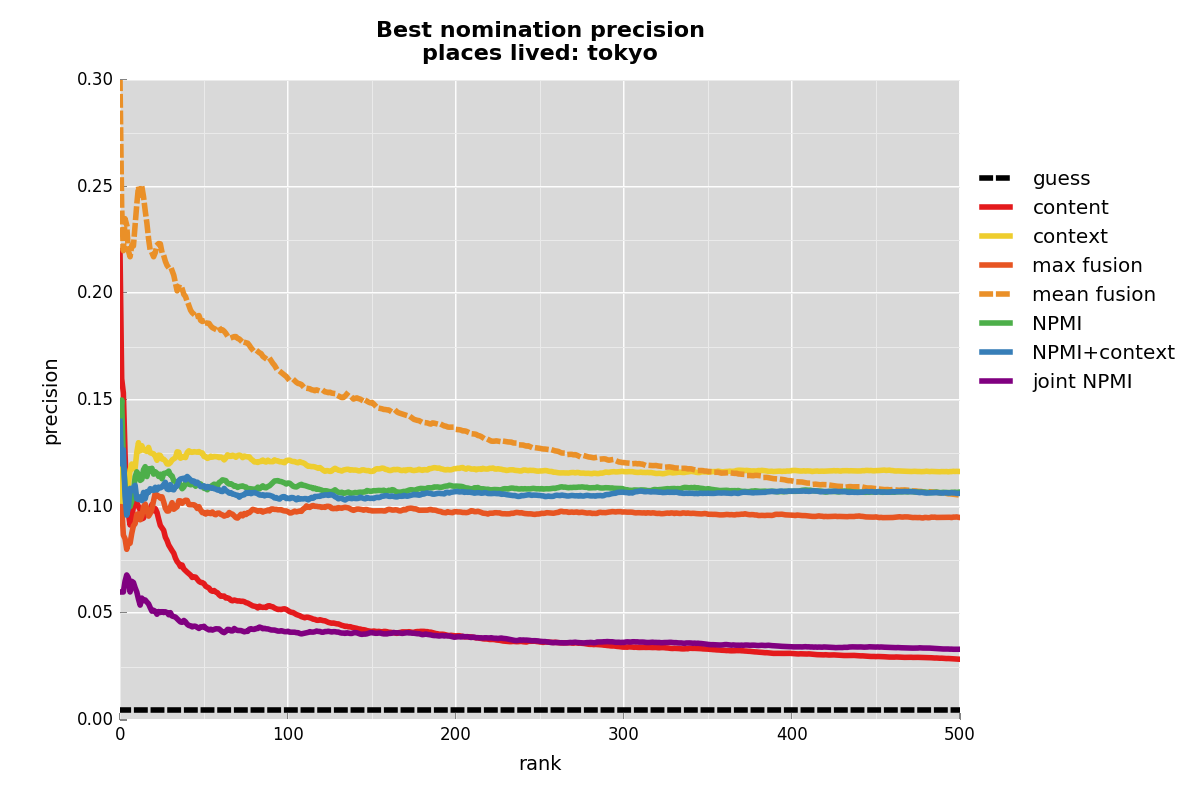 Best nomination precision
places lived: tokyo
0.30
0.25
0.20
0.15
0.10
0.05
0.00
precision
0 100 200 300 400 500
rank
guess
content
context
max fusion
mean fusion
NPMI
NPMI+context
joint NPMI